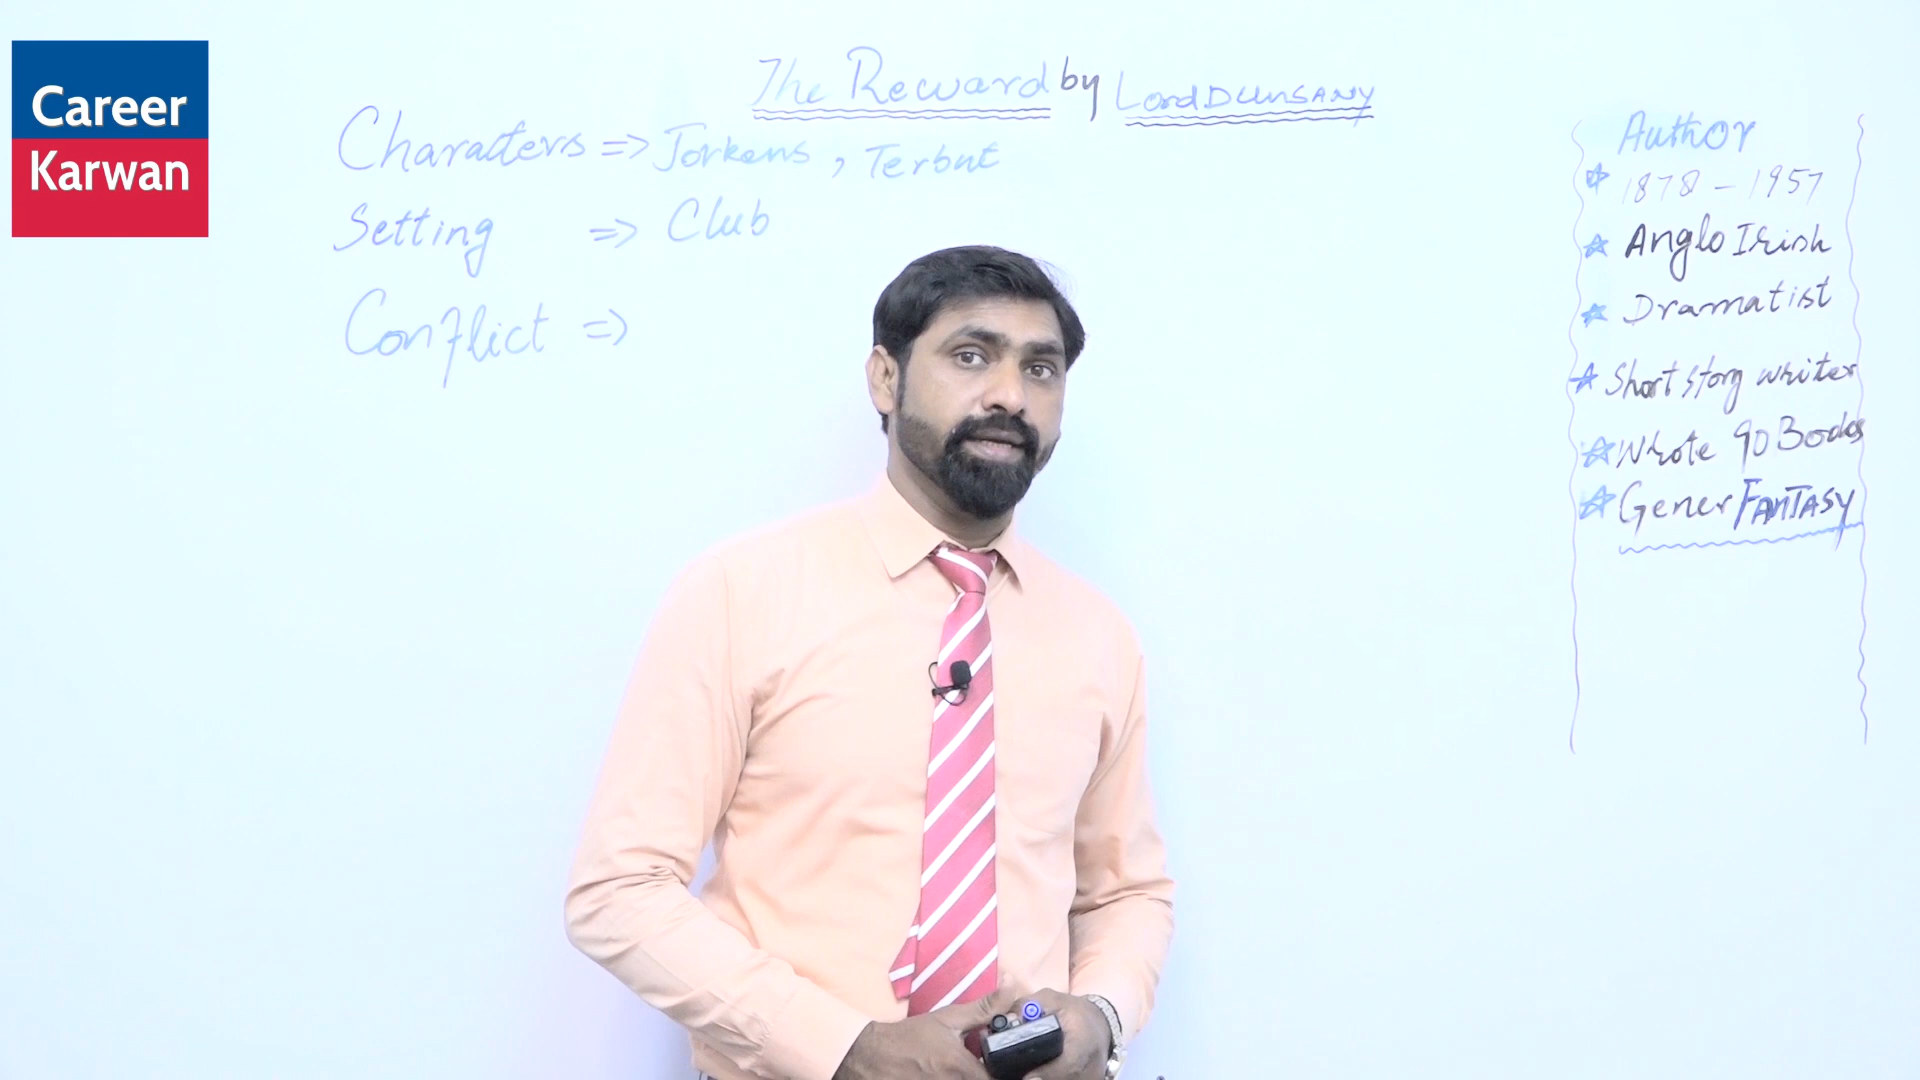 Career
Karwan
The Reward by Lord DUNSANY
Characters => Jorkens, Terbut
Setting => Club
Conflict =>
Author
1878 - 1957
Anglo Irish
Dramatist
Short story writer
Wrote 90 Books
Gener FANTASY